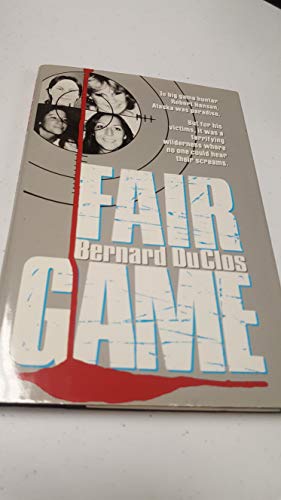 To big game hunter
Robert Hansen,
Alaska was paradise.
But for his
victims, it was a
terrifying
wilderness where
no one could hear
their screams.
FAIR
Bernard DuClos
GAME